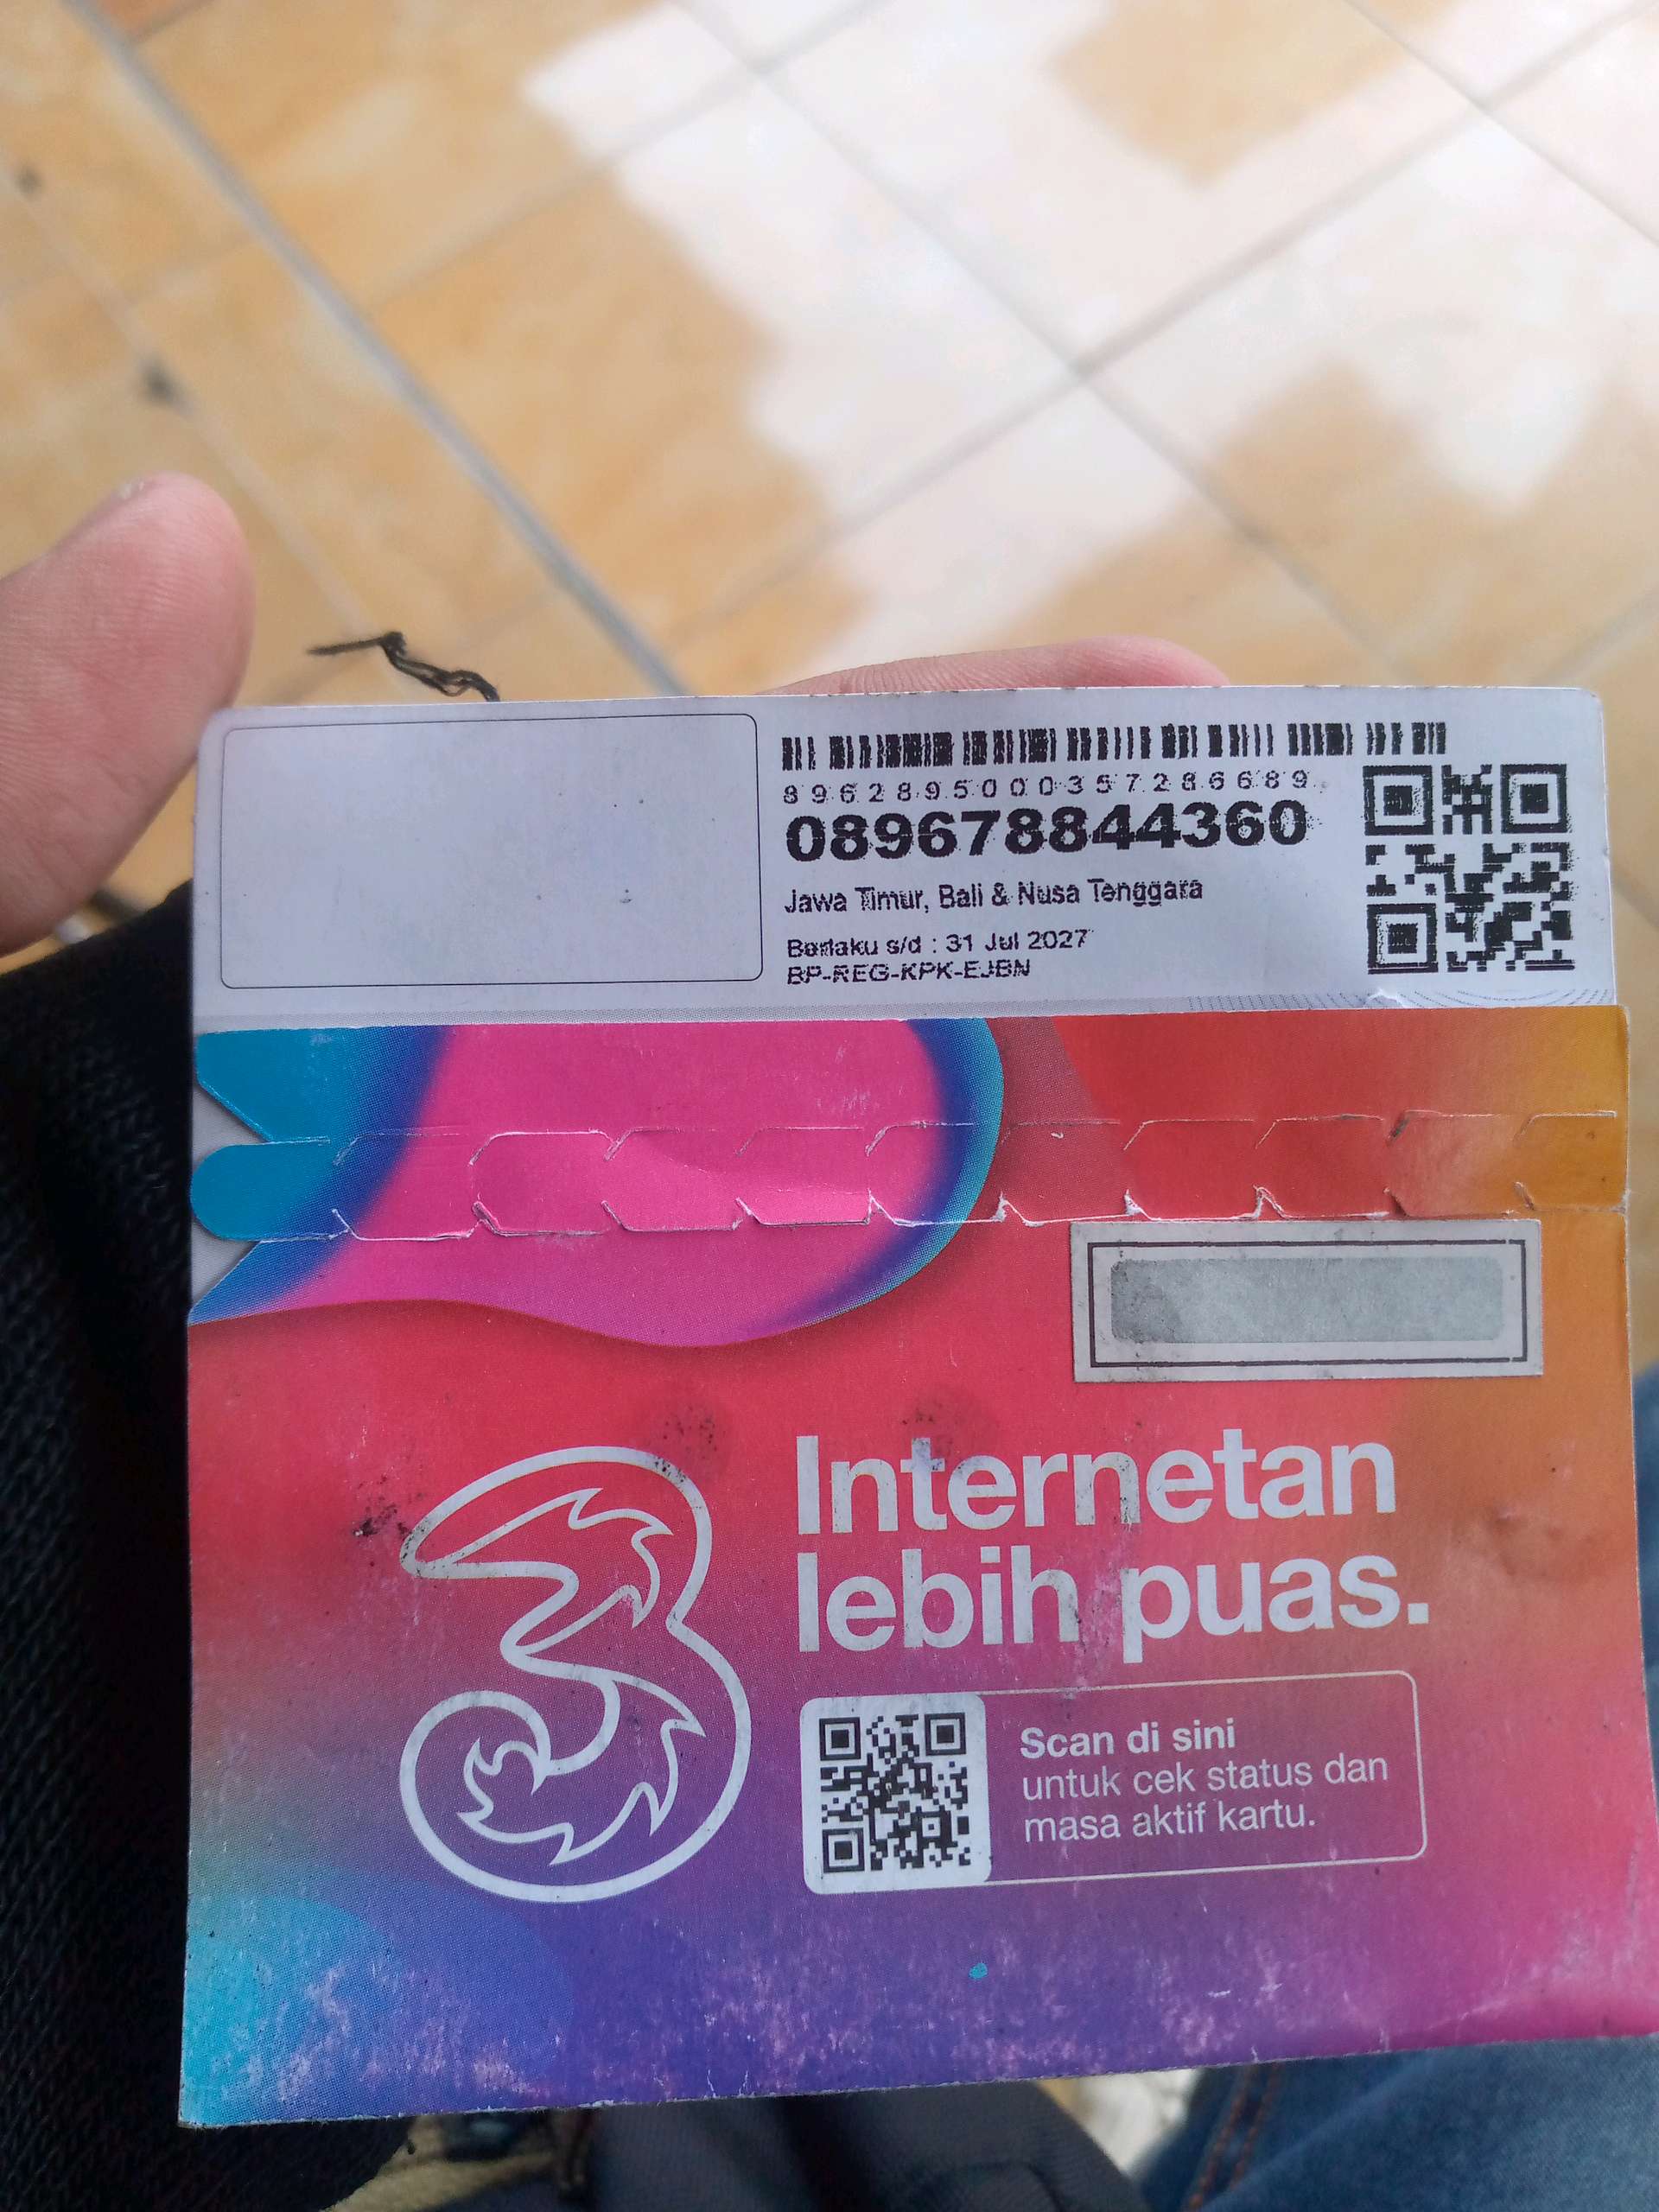 8962895000357286689
089678844360
Jawa Timur, Bali & Nusa Tenggara
Berlaku s/d : 31 Jul 2027
BP-REG-KPK-EJBN
3
Internetan
lebih puas.
Scan di sini
untuk cek status dan
masa aktif kartu.